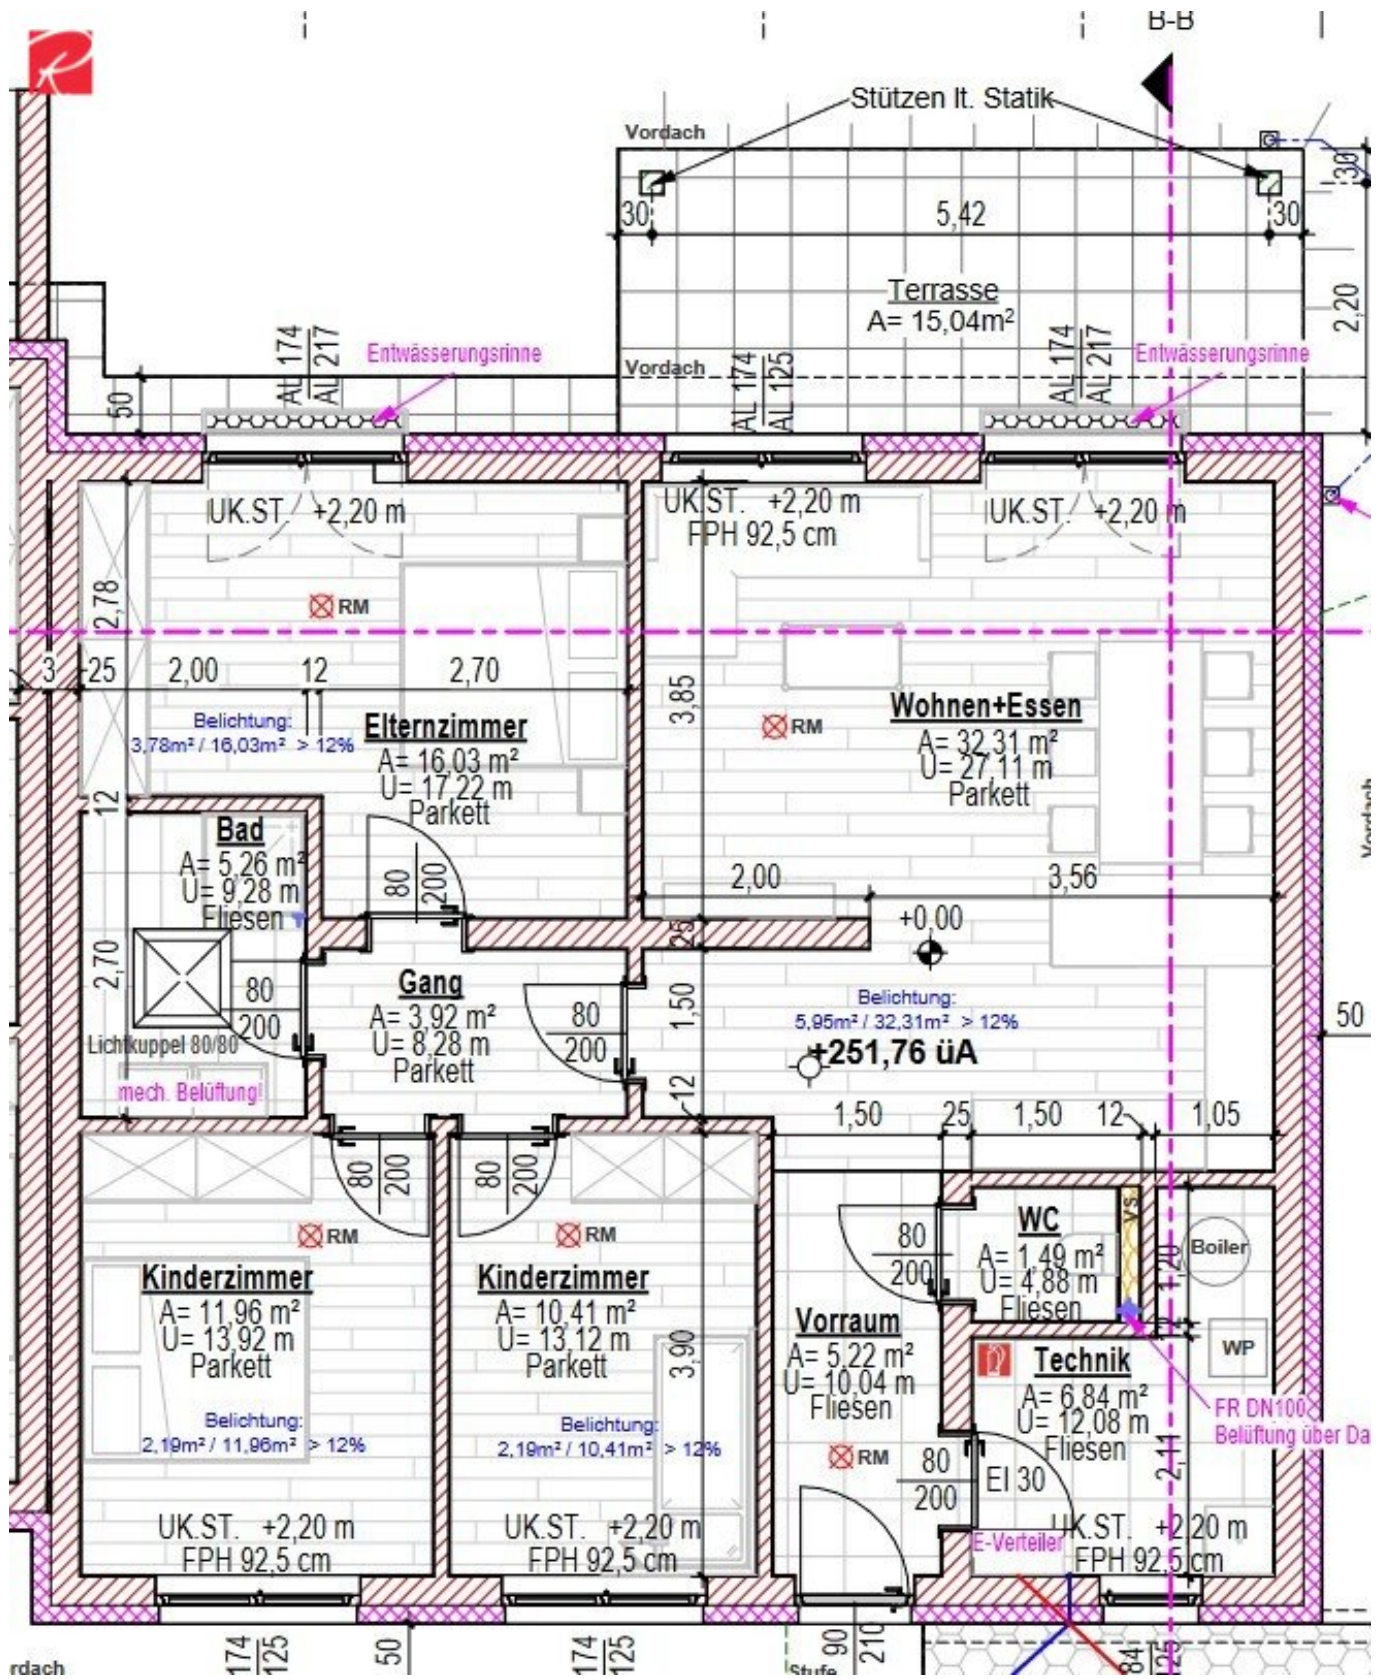 B-B
Stützen lt. Statik
Vordach
30
5,42
30
30
Terrasse
A= 15,04m²
2,20
AL 174
AL 217
Entwässerungsrinne
Vordach
AL 174
AL 125
AL 174
AL 217
Entwässerungsrinne
50
UK.ST. +2,20 m
UK.ST. +2,20 m
FPH 92,5 cm
UK.ST. +2,20 m
2,78
RM
3
25
2,00
12
2,70
3,85
Belichtung:
3,78m² / 16,03m² > 12%
Elternzimmer
A= 16,03 m²
U= 17,22 m
Parkett
RM
Wohnen+Essen
A= 32,31 m²
U= 27,11 m
Parkett
Vordach
12
Bad
A= 5,26 m²
U= 9,28 m
Fliesen
80
200
2,00
3,56
+0,00
25
2,70
80
200
Lichtkuppel 80/80
mech. Belüftung!
Gang
A= 3,92 m²
U= 8,28 m
Parkett
80
200
1,50
Belichtung:
5,95m² / 32,31m² > 12%
+251,76 üA
50
12
1,50
25
1,50
12
1,05
80
200
80
200
RM
RM
Kinderzimmer
A= 11,96 m²
U= 13,92 m
Parkett
Belichtung:
2,19m² / 11,96m² > 12%
Kinderzimmer
A= 10,41 m²
U= 13,12 m
Parkett
Belichtung:
2,19m² / 10,41m² > 12%
3,90
80
200
WC
A= 1,49 m²
U= 4,88 m
Fliesen
VS
Boiler
1,20
12
WP
Vorraum
A= 5,22 m²
U= 10,04 m
Fliesen
RM
80
200
EI 30
Technik
A= 6,84 m²
U= 12,08 m
Fliesen
FR DN100
Belüftung über Da
2,11
E-Verteiler
UK.ST. +2,20 m
FPH 92,5 cm
UK.ST. +2,20 m
FPH 92,5 cm
UK.ST. +2,20 m
FPH 92,5 cm
174
125
50
174
125
90
210
Stufe
84
125
rdach